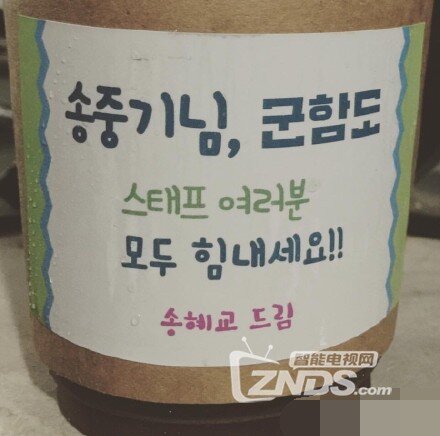 송중기님, 군함도
스태프 여러분
모두 힘내세요!!
송혜교 드림
智能电视网
ZNDS.com